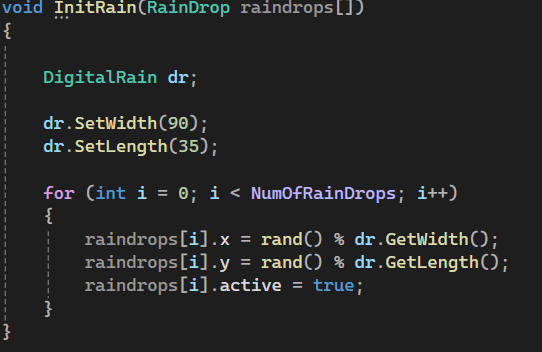 void InitRain(RainDrop raindrops[])
{
DigitalRain dr;
dr.SetWidth(90);
dr.SetLength(35);
for (int i = 0; i < NumOfRainDrops; i++)
{
raindrops[i].x = rand() % dr.GetWidth();
raindrops[i].y = rand() % dr.GetLength();
raindrops[i].active = true;
}
}